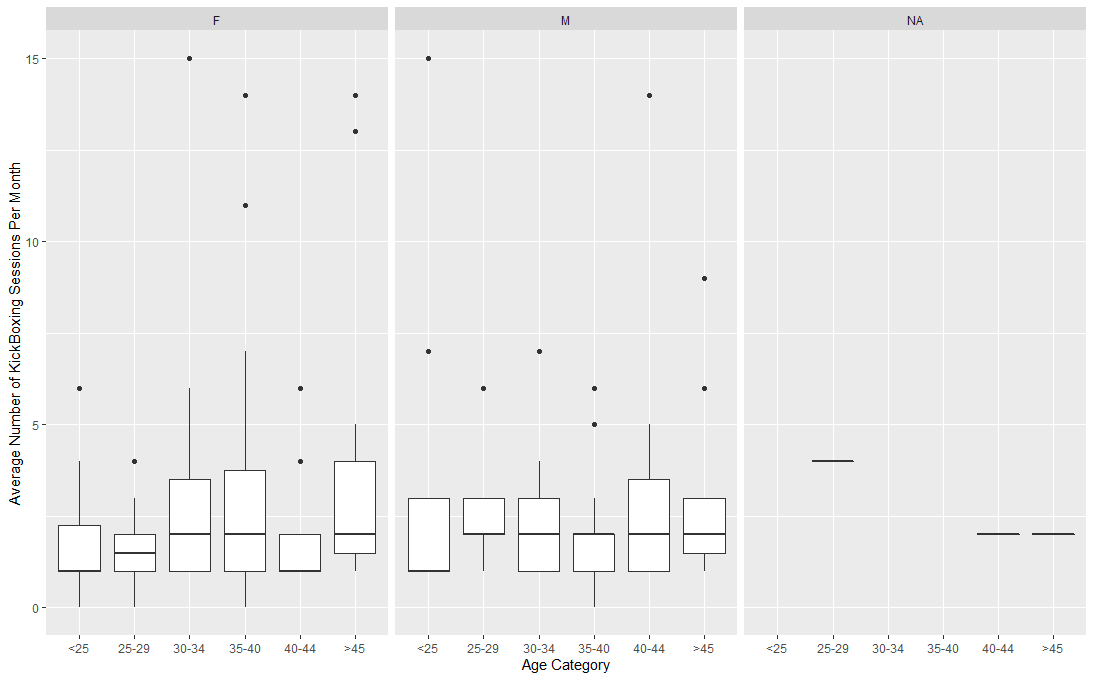 F M NA
Average Number of KickBoxing Sessions Per Month
15
10
5
0
<25 25-29 30-34 35-40 40-44 >45 <25 25-29 30-34 35-40 40-44 >45 <25 25-29 30-34 35-40 40-44 >45
Age Category